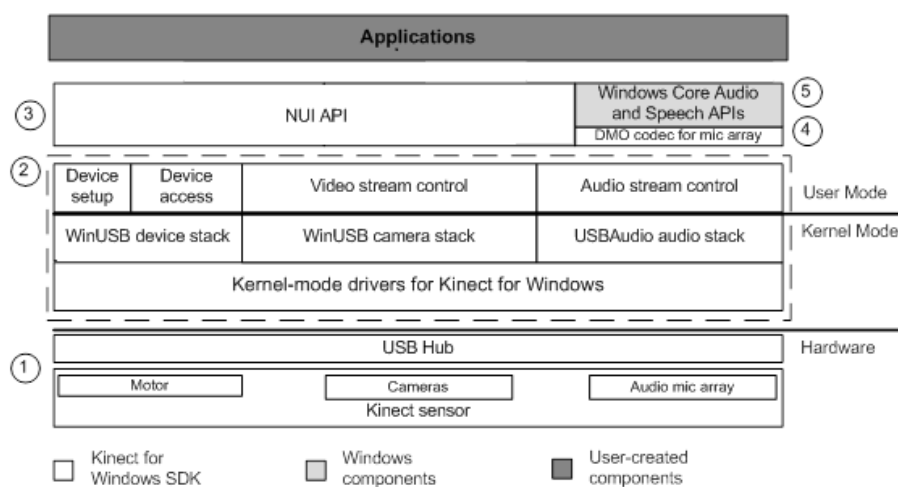 Applications
3
NUI API
Windows Core Audio
and Speech APIs
5
DMO codec for mic array
4
2
Device
setup
Device
access
Video stream control
Audio stream control
User Mode
WinUSB device stack
WinUSB camera stack
USBAudio audio stack
Kernel Mode
Kernel-mode drivers for Kinect for Windows
USB Hub
Hardware
1
Motor
Cameras
Audio mic array
Kinect sensor
Kinect for
Windows SDK
Windows
components
User-created
components